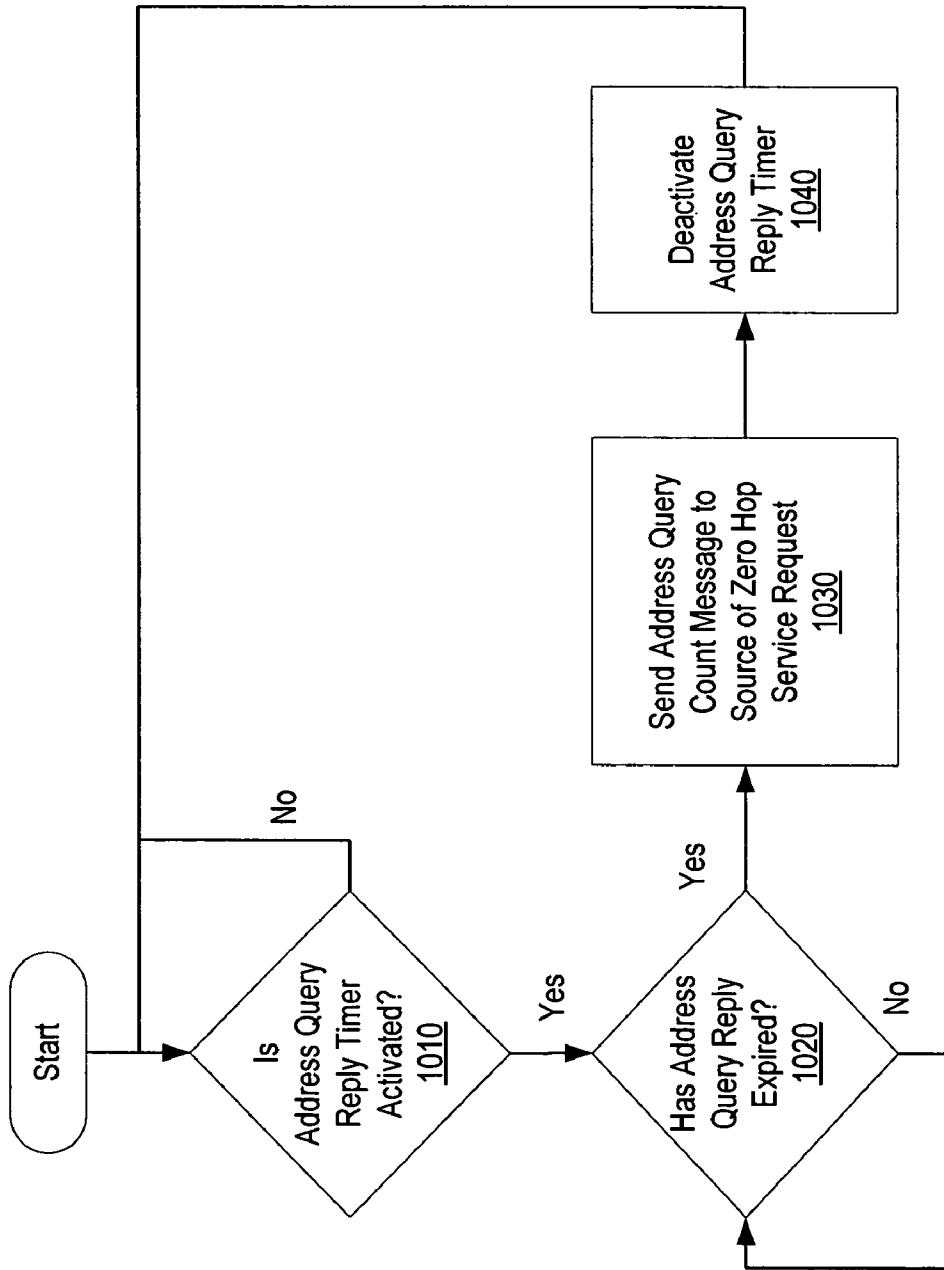 Start
Is
Address Query
Reply Timer
Activated?
1010
No
Yes
Has Address
Query Reply
Expired?
1020
Yes
No
Send Address Query
Count Message to
Source of Zero Hop
Service Request
1030
Deactivate
Address Query
Reply Timer
1040